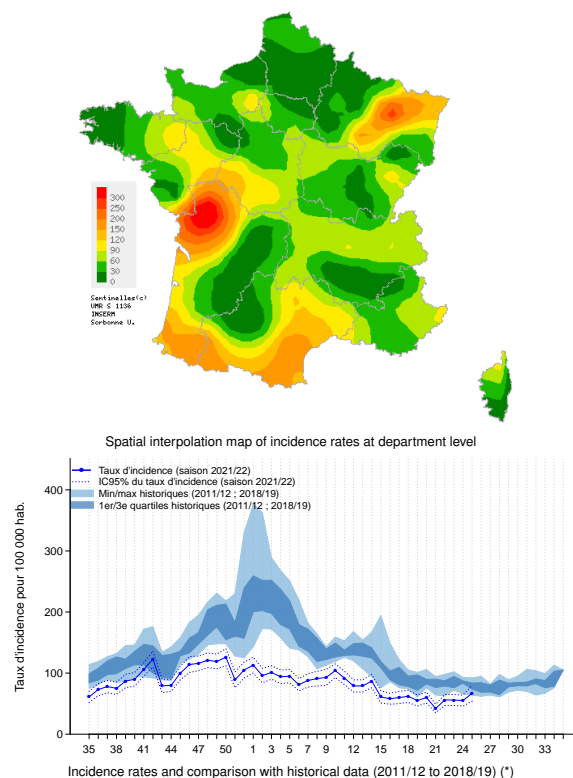 300
250
200
150
120
90
60
30
0
Sentinelles(c)
UMR S 1136
INSERM
Sorbonne U.
Spatial interpolation map of incidence rates at department level
Taux d'incidence (saison 2021/22)
IC95% du taux d'incidence (saison 2021/22)
Min/max historiques (2011/12 ; 2018/19)
1er/3e quartiles historiques (2011/12 ; 2018/19)
Taux d'incidence pour 100 000 hab.
400
300
200
100
0
35 38 41 44 47 50 1 3 5 7 9 12 15 18 21 24 27 30 33
Incidence rates and comparison with historical data (2011/12 to 2018/19) (*)